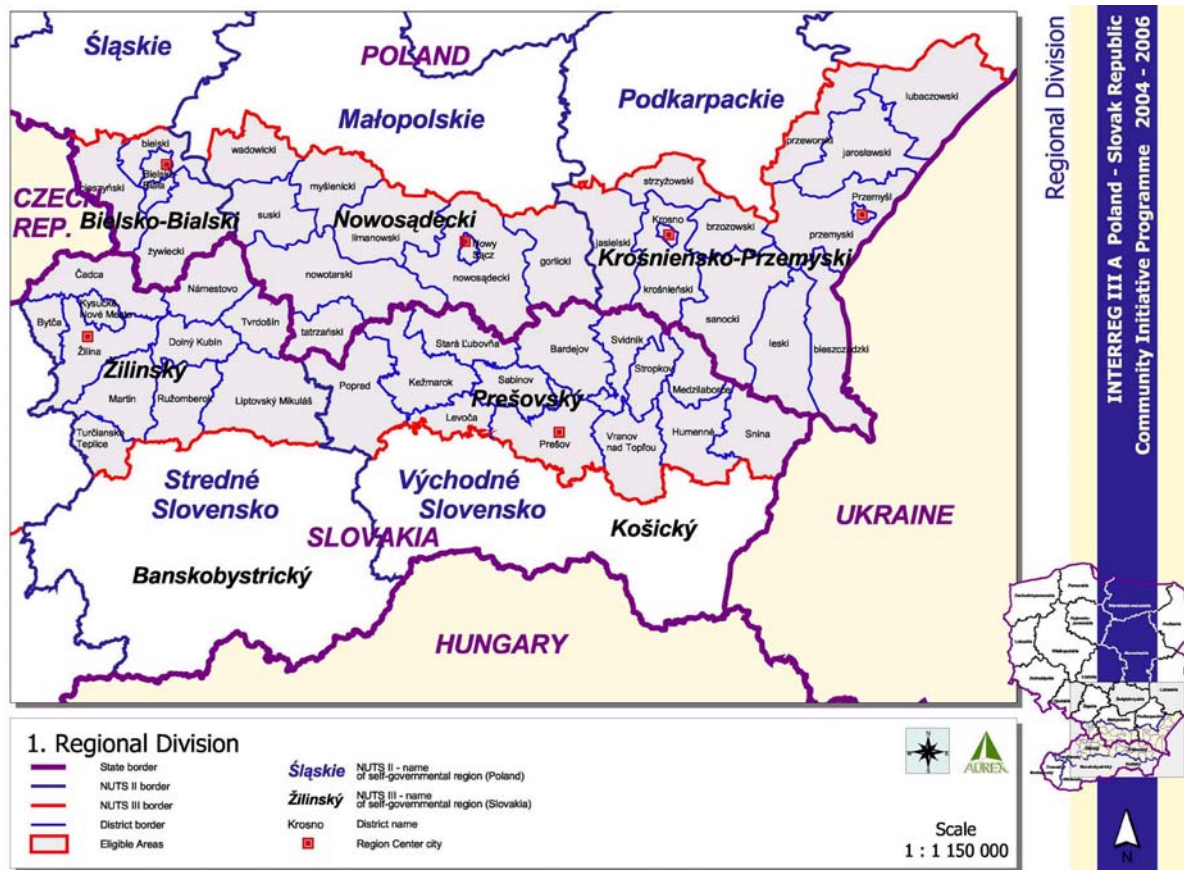 Śląskie
POLAND
Małopolskie
Podkarpackie
lubaczowski
przeworski
jarosławski
bielski
Bielsko
Biała
cieszyński
wadowicki
myślenicki
strzyżowski
Przemyśl
CZECH
REP.
Bielsko-Bialski
suski
Nowosądecki
limanowski
Nowy
Sącz
jasielski
Krosno
brzozowski
przemyski
Krośnieńsko-Przemyski
żywiecki
nowotarski
nowosądecki
gorlicki
krośnieński
Čadca
Námestovo
sanocki
Bytča
Kysucké
Nové Mesto
Tvrdošín
tatrzański
Stará Ľubovňa
Bardejov
Svidník
leski
bieszczadzki
Žilina
Dolný Kubín
Stropkov
Žilinský
Poprad
Kežmarok
Sabinov
Medzilaborce
Prešovský
Martin
Ružomberok
Liptovský Mikuláš
Levoča
Turčianske
Teplice
Prešov
Vranov
nad Topľou
Humenné
Snina
Stredné
Slovensko
Východné
Slovensko
SLOVAKIA
Košický
UKRAINE
Banskobystrický
HUNGARY
1. Regional Division
State border
NUTS II border
NUTS III border
District border
Eligible Areas
Śląskie
NUTS II - name
of self-governmental region (Poland)
Žilinský
NUTS III - name
of self-governmental region (Slovakia)
Krosno
District name
Region Center city
AUREX
Scale
1 : 1 150 000
Regional Division
INTERREG III A Poland - Slovak Republic
Community Initiative Programme 2004 - 2006
N